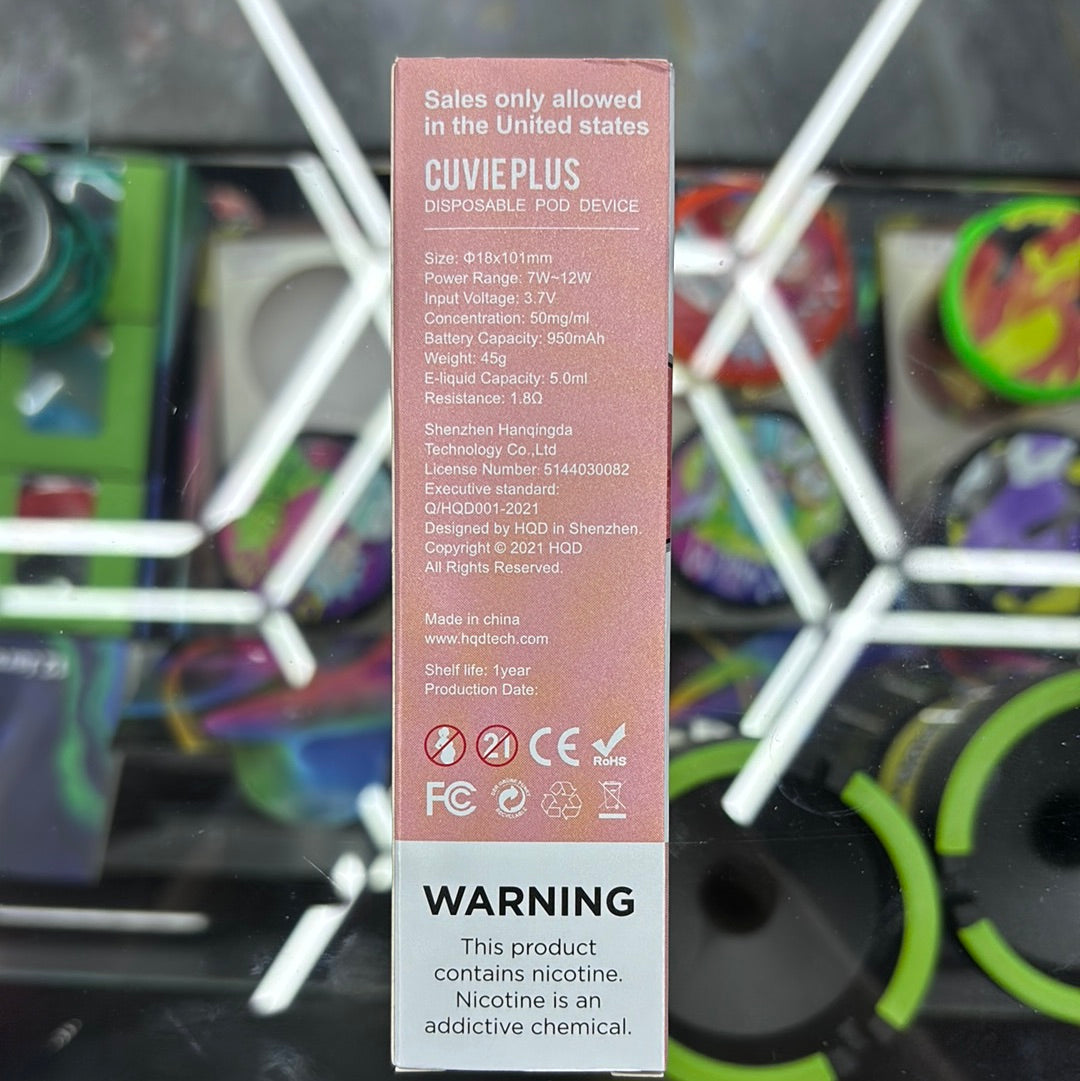 Sales only allowed
in the United states
CUVIE PLUS
DISPOSABLE POD DEVICE
Size: Φ18x101mm
Power Range: 7W~12W
Input Voltage: 3.7V
Concentration: 50mg/ml
Battery Capacity: 950mAh
Weight: 45g
E-liquid Capacity: 5.0ml
Resistance: 1.8Ω
Shenzhen Hanqingda
Technology Co.,Ltd
License Number: 5144030082
Executive standard:
Q/HQD001-2021
Designed by HQD in Shenzhen.
Copyright © 2021 HQD
All Rights Reserved.
Made in china
www.hqdtech.com
Shelf life: 1year
Production Date:
21 CE RoHS
FC
WARNING
This product
contains nicotine.
Nicotine is an
addictive chemical.